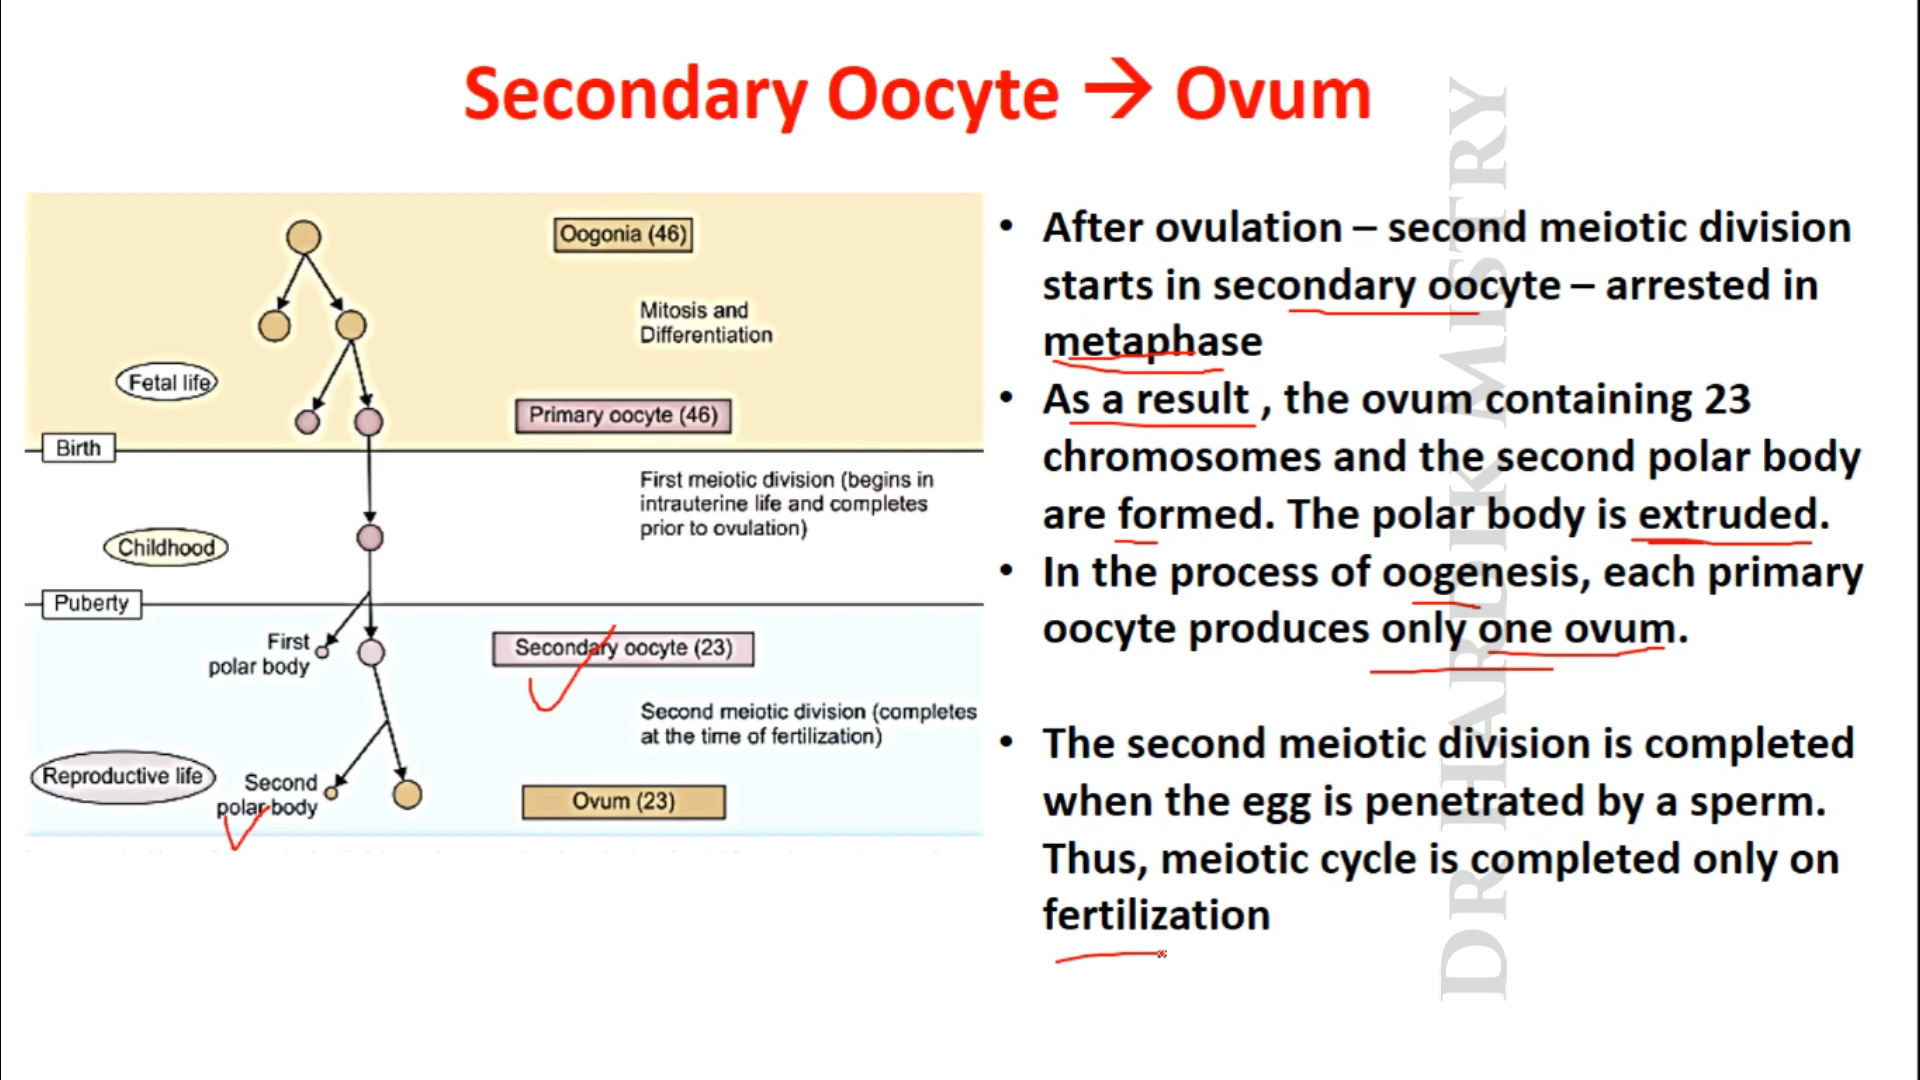 Secondary Oocyte → Ovum
Oogonia (46)
Mitosis and
Differentiation
Fetal life
Primary oocyte (46)
Birth
First meiotic division (begins in
intrauterine life and completes
prior to ovulation)
Childhood
Puberty
First
polar body
Secondary oocyte (23)
Second meiotic division (completes
at the time of fertilization)
Reproductive life
Second
polar body
Ovum (23)
• After ovulation – second meiotic division
starts in secondary oocyte – arrested in
metaphase
• As a result , the ovum containing 23
chromosomes and the second polar body
are formed. The polar body is extruded.
• In the process of oogenesis, each primary
oocyte produces only one ovum.
• The second meiotic division is completed
when the egg is penetrated by a sperm.
Thus, meiotic cycle is completed only on
fertilization
DR HARDIK MISTRY